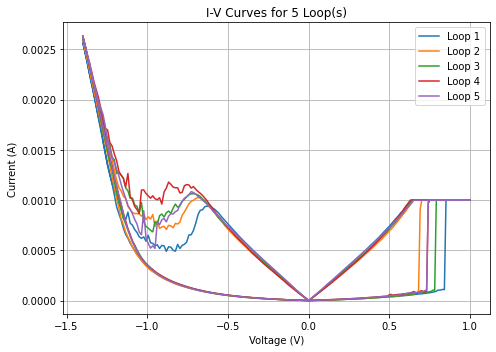 I-V Curves for 5 Loop(s)
Loop 1
Loop 2
Loop 3
Loop 4
Loop 5
Current (A)
0.0025
0.0020
0.0015
0.0010
0.0005
0.0000
−1.5 −1.0 −0.5 0.0 0.5 1.0
Voltage (V)